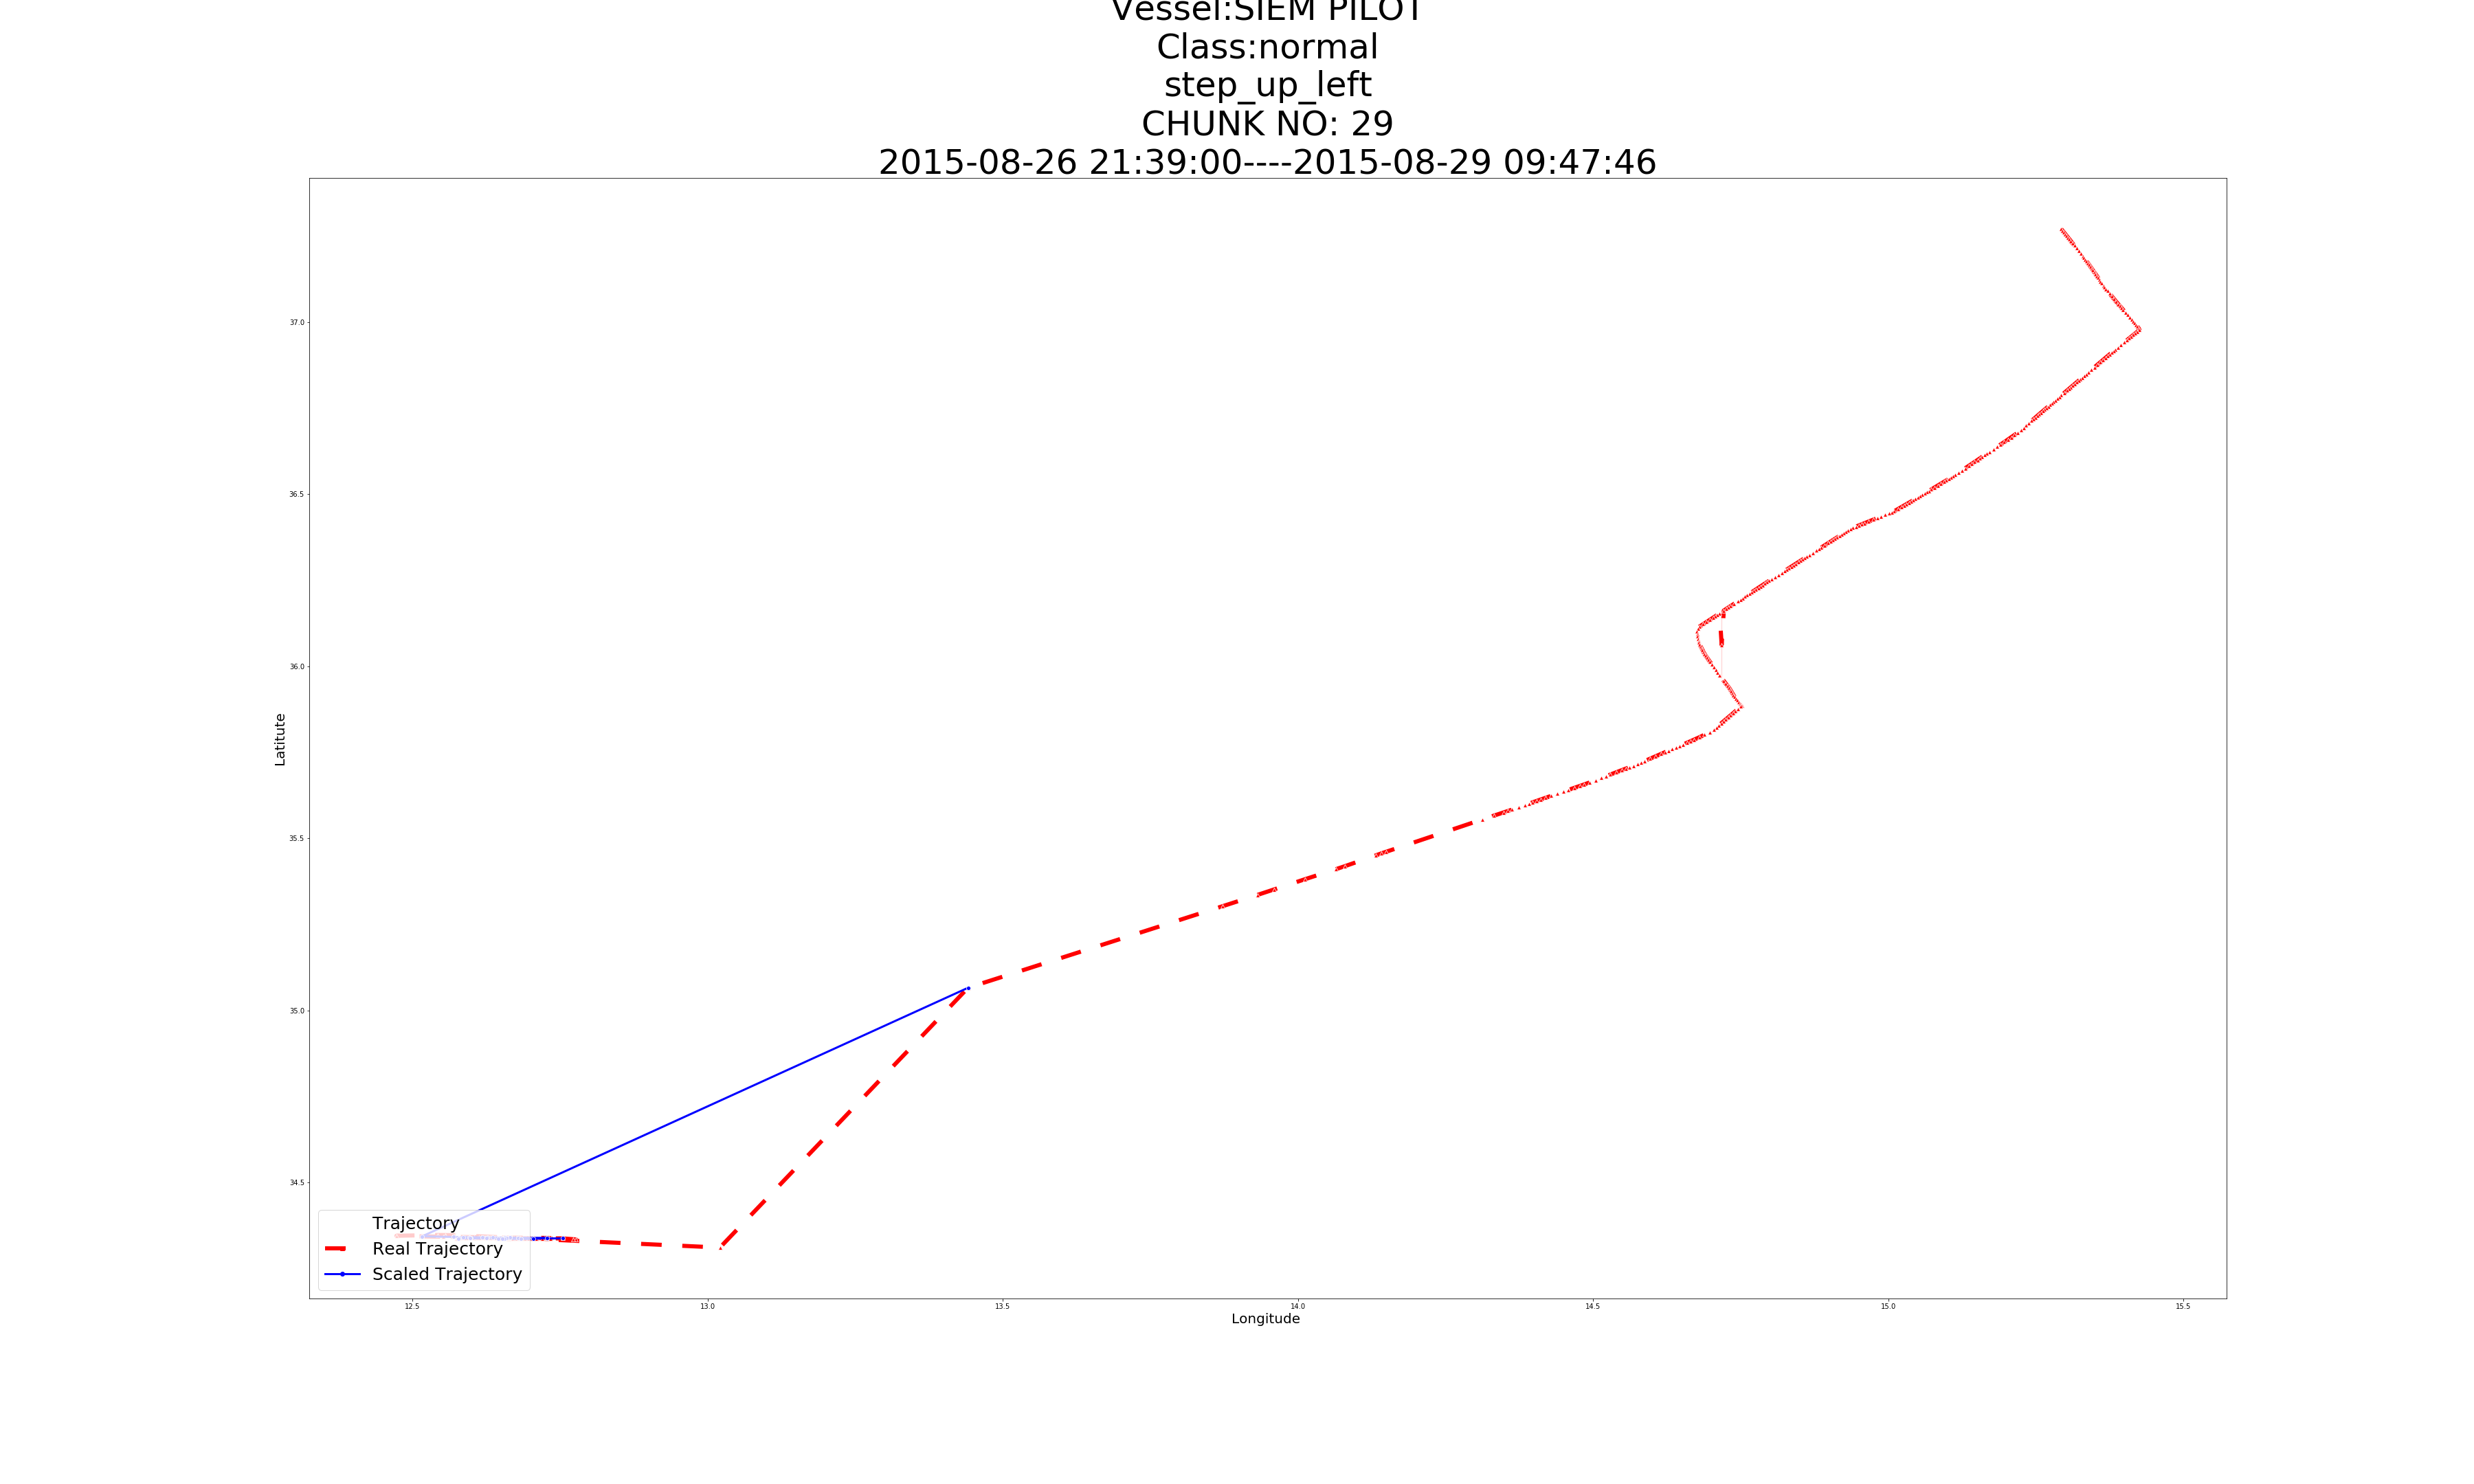 Vessel:SIEM PILOT
Class:normal
step_up_left
CHUNK NO: 29
2015-08-26 21:39:00----2015-08-29 09:47:46
Latitute
37.0
36.5
36.0
35.5
35.0
34.5
Trajectory
Real Trajectory
Scaled Trajectory
12.5 13.0 13.5 14.0 14.5 15.0 15.5
Longitude